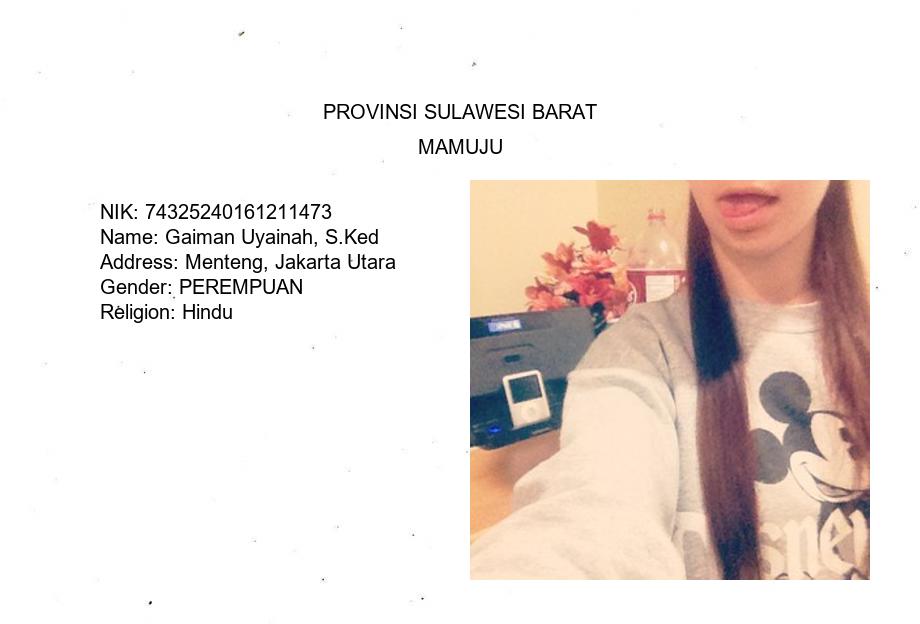 PROVINSI SULAWESI BARAT
MAMUJU
NIK: 74325240161211473
Name: Gaiman Uyainah, S.Ked
Address: Menteng, Jakarta Utara
Gender: PEREMPUAN
Religion: Hindu